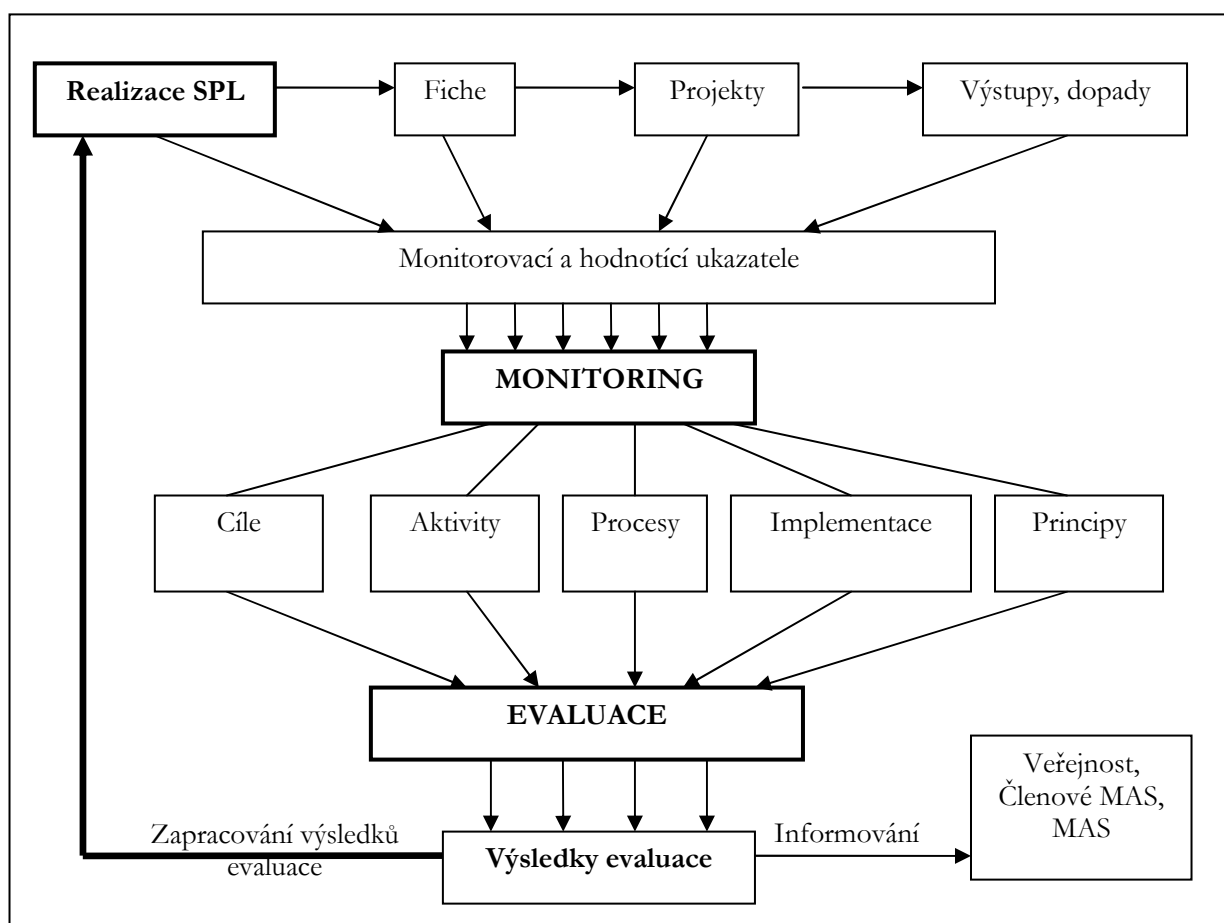 Realizace SPL
Fiche
Projekty
Výstupy, dopady
Monitorovací a hodnotící ukazatele
MONITORING
Cíle
Aktivity
Procesy
Implementace
Principy
EVALUACE
Zapracování výsledků
evaluace
Výsledky evaluace
Informování
Veřejnost,
Členové MAS,
MAS